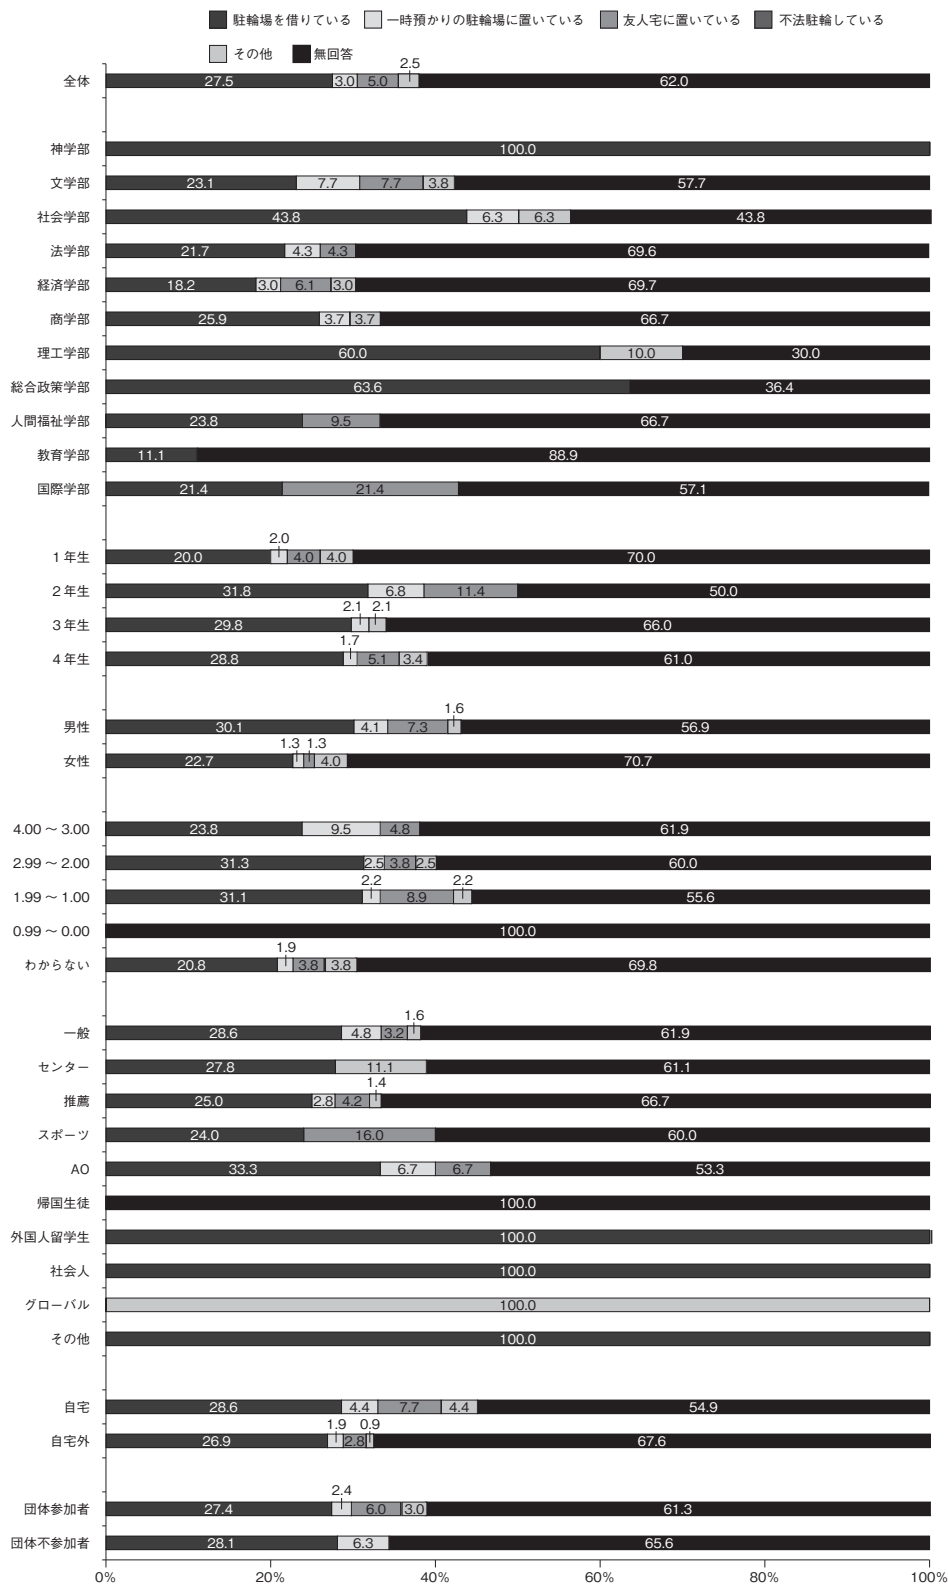 駐輪場を借りている 一時預かりの駐輪場に置いている 友人宅に置いている 不法駐輪している
その他 無回答
2.5
全体 27.5 3.0 5.0 62.0
神学部 100.0
文学部 23.1 7.7 7.7 3.8 57.7
社会学部 43.8 6.3 6.3 43.8
法学部 21.7 4.3 4.3 69.6
経済学部 18.2 3.0 6.1 3.0 69.7
商学部 25.9 3.7 3.7 66.7
理工学部 60.0 10.0 30.0
総合政策学部 63.6 36.4
人間福祉学部 23.8 9.5 66.7
教育学部 11.1 88.9
国際学部 21.4 21.4 57.1
2.0
1年生 20.0 4.0 4.0 70.0
2年生 31.8 6.8 11.4 50.0
2.1 2.1
3年生 29.8 66.0
1.7
4年生 28.8 5.1 3.4 61.0
1.6
男性 30.1 4.1 7.3 56.9
1.3 1.3
女性 22.7 4.0 70.7
4.00～3.00 23.8 9.5 4.8 61.9
2.99～2.00 31.3 2.5 3.8 2.5 60.0
2.2 2.2
1.99～1.00 31.1 8.9 55.6
0.99～0.00 100.0
1.9
わからない 20.8 3.8 3.8 69.8
1.6
一般 28.6 4.8 3.2 61.9
センター 27.8 11.1 61.1
1.4
推薦 25.0 2.8 4.2 66.7
スポーツ 24.0 16.0 60.0
AO 33.3 6.7 6.7 53.3
帰国生徒 100.0
外国人留学生 100.0
社会人 100.0
グローバル 100.0
その他 100.0
自宅 28.6 4.4 7.7 4.4 54.9
1.9 0.9
自宅外 26.9 2.8 67.6
2.4
団体参加者 27.4 6.0 3.0 61.3
団体不参加者 28.1 6.3 65.6
0% 20% 40% 60% 80% 100%